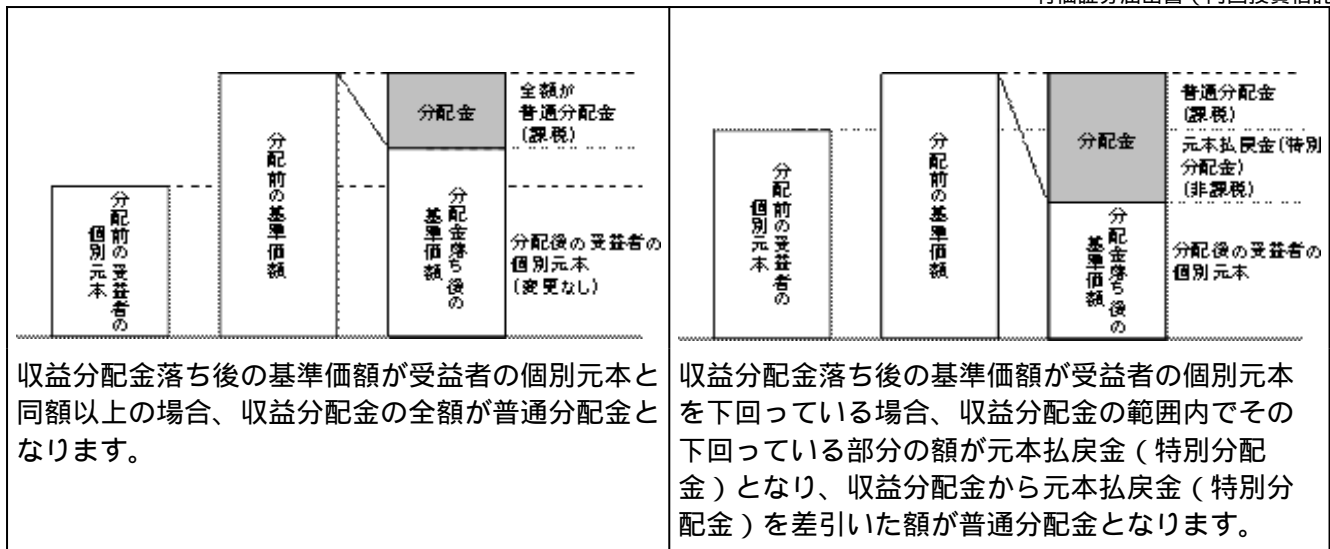 分配前の受益者の
個別元本
分配前の基準価額
分配金
分配金落ち後の
基準価額
全額が
普通分配金
(課税)
分配後の受益者の
個別元本
(変更なし)
収益分配金落ち後の基準価額が受益者の個別元本と
同額以上の場合、収益分配金の全額が普通分配金と
なります。
分配前の受益者の
個別元本
分配前の基準価額
分配金
分配金落ち後の
基準価額
普通分配金
(課税)
元本払戻金(特別
分配金)
(非課税)
分配後の受益者の
個別元本
収益分配金落ち後の基準価額が受益者の個別元本
を下回っている場合、収益分配金の範囲内でその
下回っている部分の額が元本払戻金(特別分配
金)となり、収益分配金から元本払戻金(特別分
配金)を差引いた額が普通分配金となります。